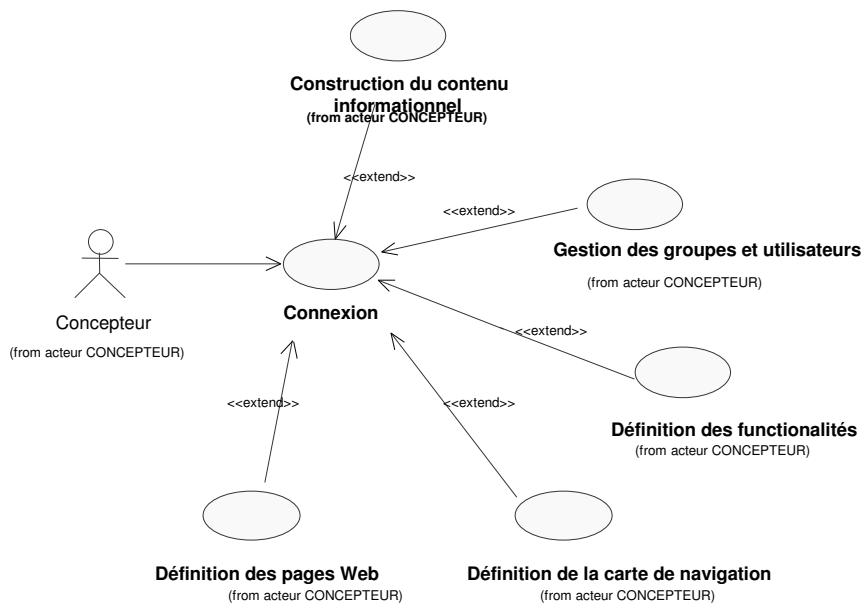 Construction du contenu
informationnel
(from acteur CONCEPTEUR)
<<extend>>
<<extend>>
Gestion des groupes et utilisateurs
(from acteur CONCEPTEUR)
Connexion
Concepteur
(from acteur CONCEPTEUR)
<<extend>>
<<extend>>
<<extend>>
Définition des functionalités
(from acteur CONCEPTEUR)
Définition des pages Web
(from acteur CONCEPTEUR)
Définition de la carte de navigation
(from acteur CONCEPTEUR)